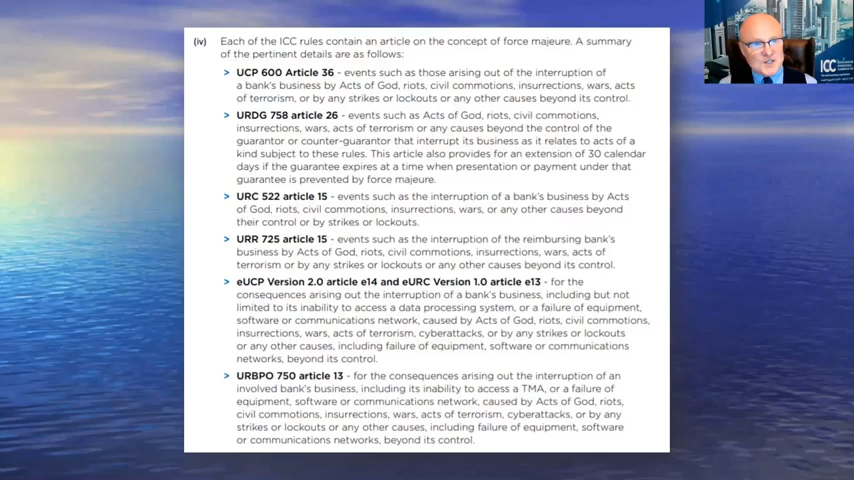 (iv) Each of the ICC rules contain an article on the concept of force majeure. A summary
of the pertinent details are as follows:
> UCP 600 Article 36 - events such as those arising out of the interruption of
a bank's business by Acts of God, riots, civil commotions, insurrections, wars, acts
of terrorism, or by any strikes or lockouts or any other causes beyond its control.
> URDG 758 article 26 - events such as Acts of God, riots, civil commotions,
insurrections, wars, acts of terrorism or any causes beyond the control of the
guarantor or counter-guarantor that interrupt its business as it relates to acts of a
kind subject to these rules. This article also provides for an extension of 30 calendar
days if the guarantee expires at a time when presentation or payment under that
guarantee is prevented by force majeure.
> URC 522 article 15 - events such as the interruption of a bank's business by Acts
of God, riots, civil commotions, insurrections, wars, or any other causes beyond
their control or by strikes or lockouts.
> URR 725 article 15 - events such as the interruption of the reimbursing bank's
business by Acts of God, riots, civil commotions, insurrections, wars, acts of
terrorism or by any strikes or lockouts or any other causes beyond its control.
> eUCP Version 2.0 article e14 and eURC Version 1.0 article e13 - for the
consequences arising out the interruption of a bank's business, including but not
limited to its inability to access a data processing system, or a failure of equipment,
software or communications network, caused by Acts of God, riots, civil commotions,
insurrections, wars, acts of terrorism, cyberattacks, or by any strikes or lockouts
or any other causes, including failure of equipment, software or communications
networks, beyond its control.
> URBPO 750 article 13 - for the consequences arising out of the interruption of an
involved bank's business, including its inability to access a TMA, or a failure of
equipment, software or communications network, caused by Acts of God, riots,
civil commotions, insurrections, wars, acts of terrorism, cyberattacks, or by any
strikes or lockouts or any other causes, including failure of equipment, software
or communications networks, beyond its control.
ICC